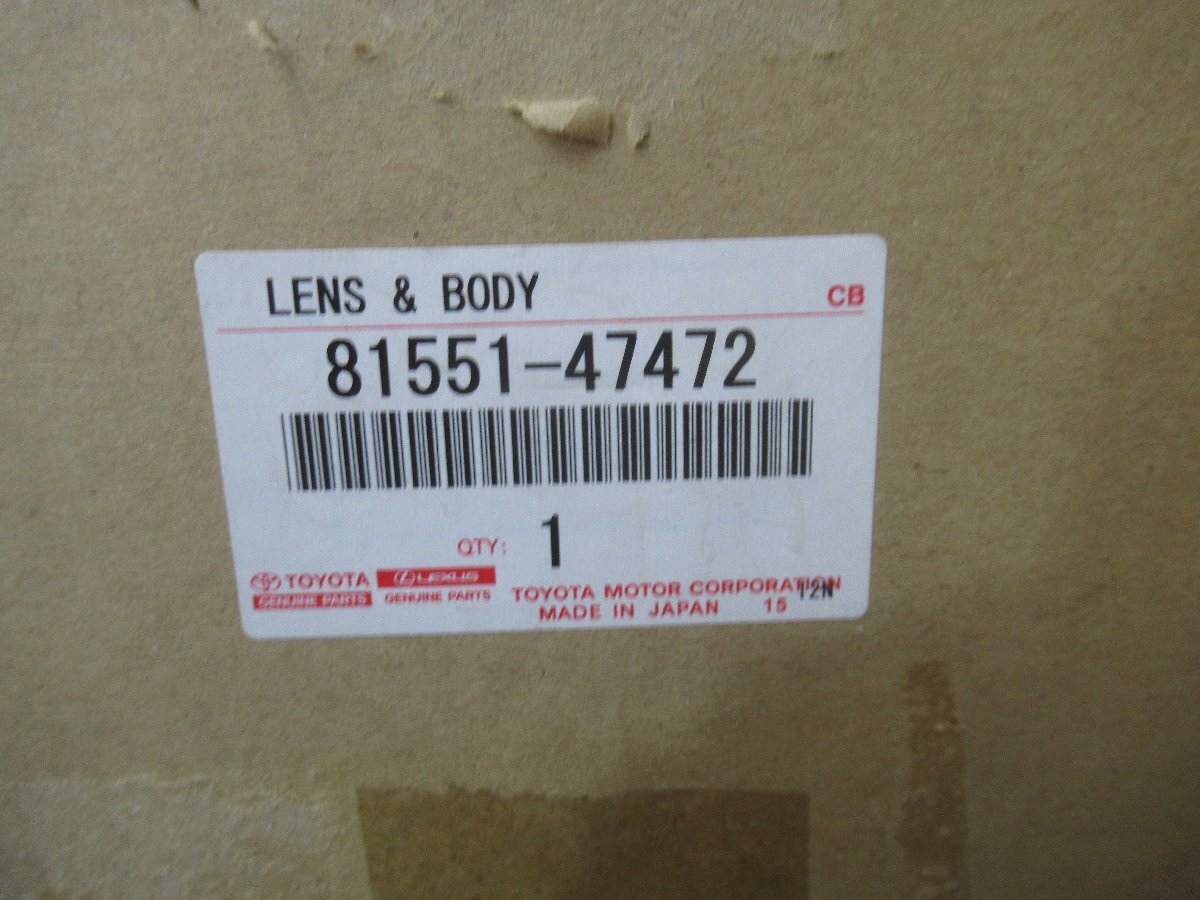 LENS & BODY
CB
81551-47472
QTY: 1
TOYOTA
GENUINE PARTS
LEXUS
GENUINE PARTS
TOYOTA MOTOR CORPORATION
MADE IN JAPAN 15 12N